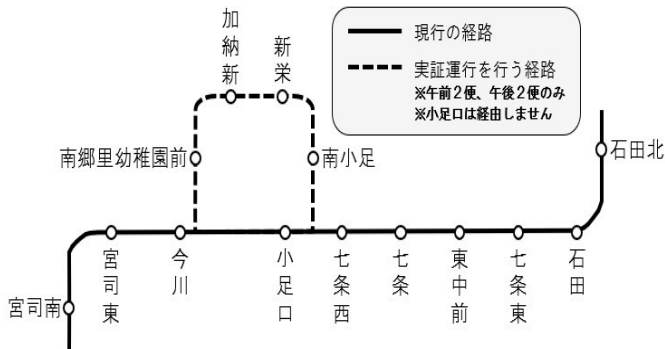 加納新
新栄
現行の経路
実証運行を行う経路
※午前2便、午後2便のみ
※小足口は経由しません
南郷里幼稚園前
南小足
石田北
宮司東
今川
小足口
七条西
七条
東中前
七条東
石田
宮司南